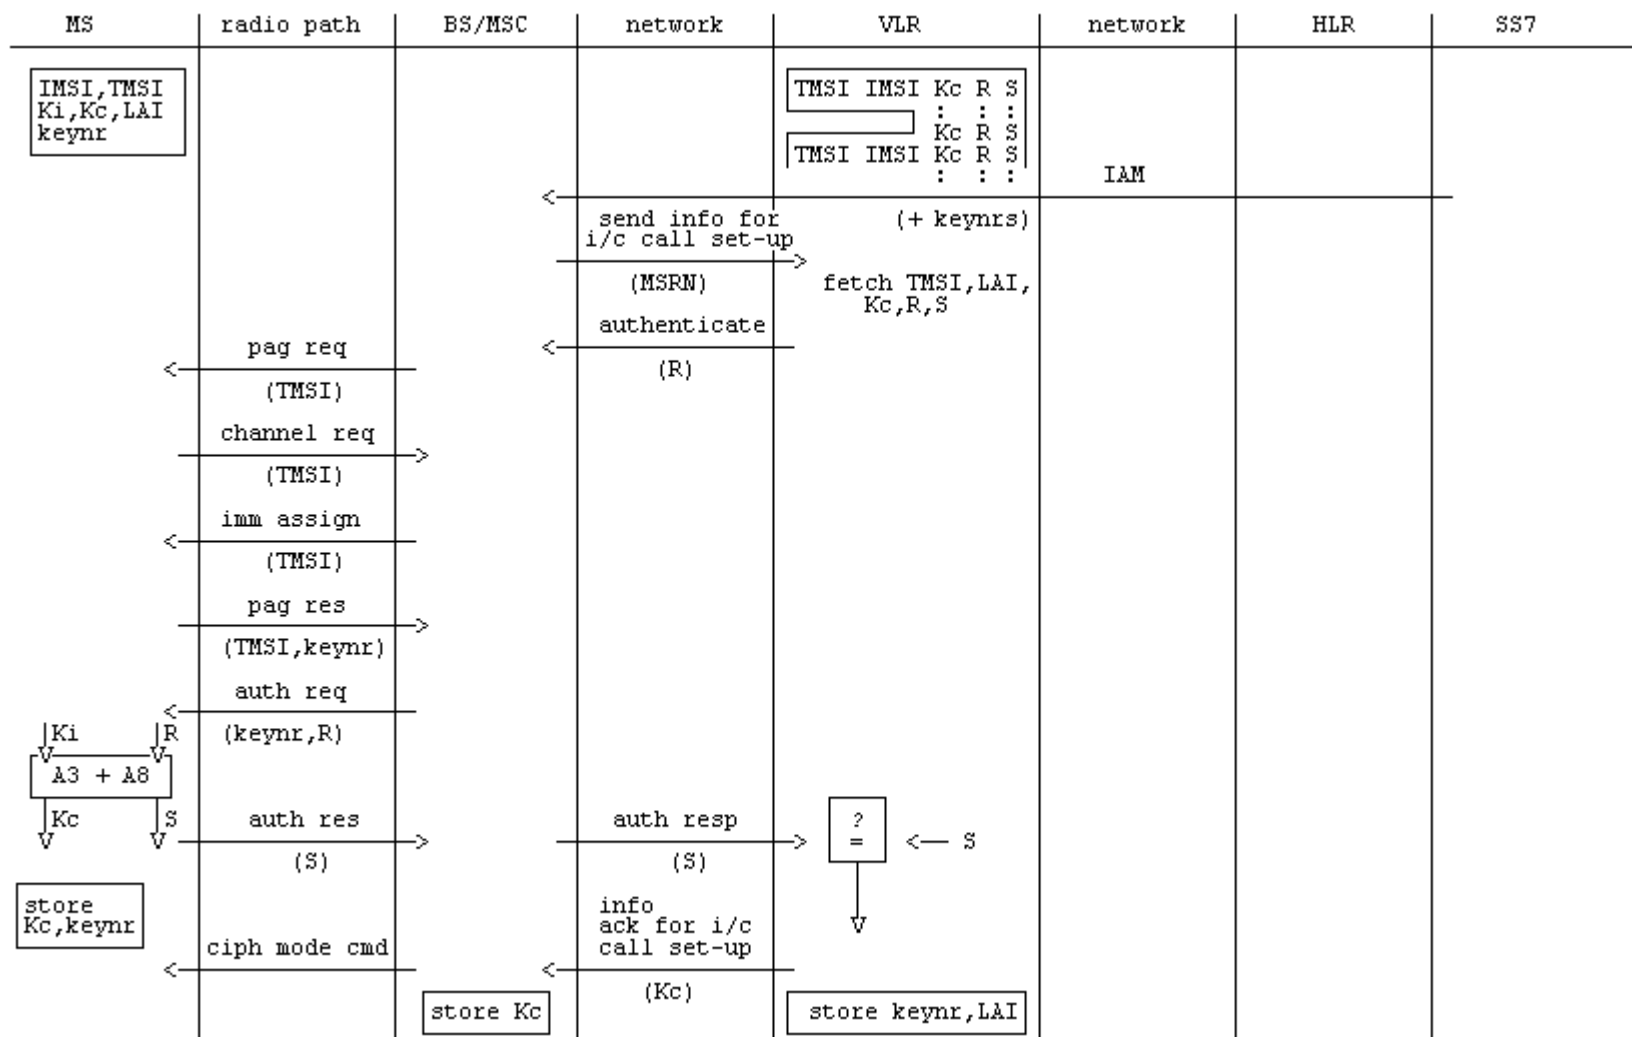 MS radio path BS/MSC network VLR network HLR SS7
IMSI,TMSI
Ki,Kc,LAI
keynr
TMSI IMSI Kc R S
: : :
Kc R S
TMSI IMSI Kc R S
: : :
IAM
(+ keynrs)
send info for
i/c call set-up
(MSRN)
fetch TMSI,LAI,
Kc,R,S
authenticate
(R)
pag req
(TMSI)
channel req
(TMSI)
imm assign
(TMSI)
pag res
(TMSI,keynr)
auth req
(keynr,R)
Ki R
A3 + A8
Kc S
auth res
(S)
auth resp
(S)
?
=
S
store
Kc,keynr
info
ack for i/c
call set-up
(Kc)
ciph mode cmd
store Kc
store keynr,LAI